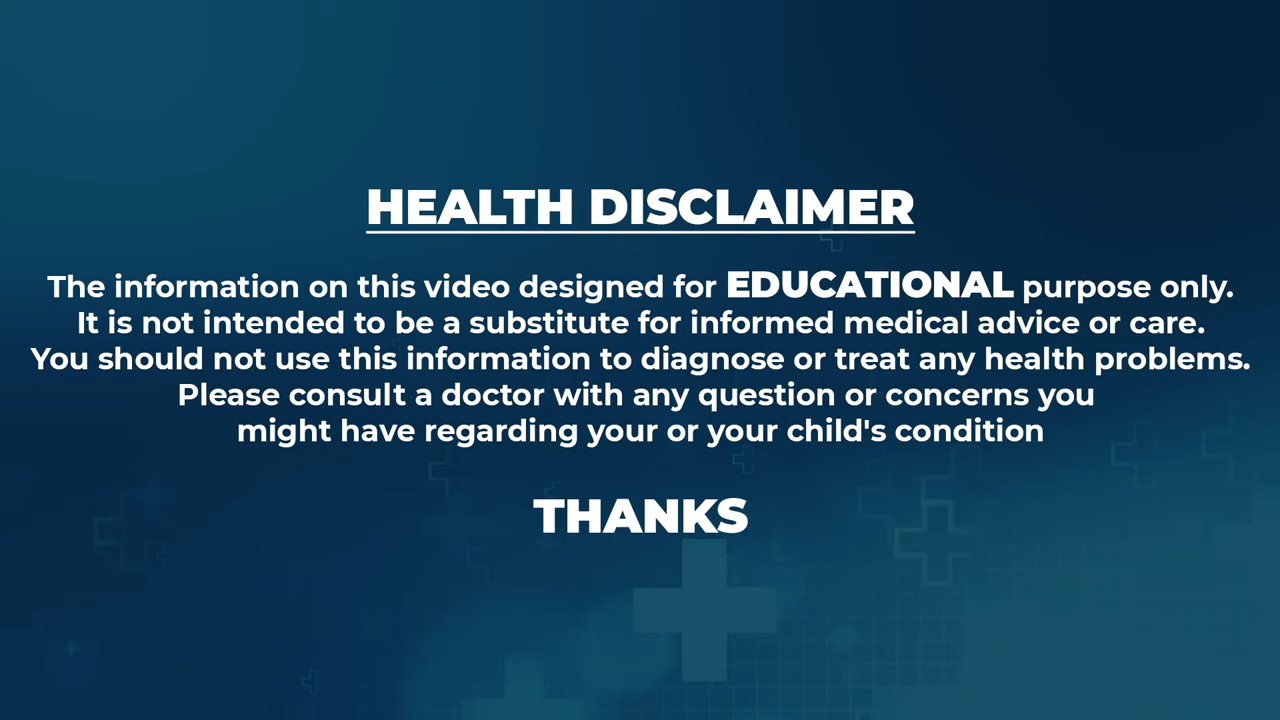 HEALTH DISCLAIMER
The information on this video designed for EDUCATIONAL purpose only.
It is not intended to be a substitute for informed medical advice or care.
You should not use this information to diagnose or treat any health problems.
Please consult a doctor with any question or concerns you
might have regarding your or your child's condition
THANKS